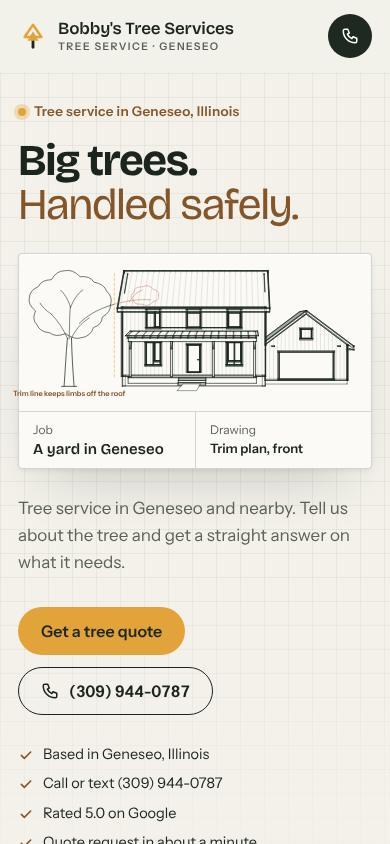 Bobby's Tree Services
TREE SERVICE · GENESEO
Tree service in Geneseo, Illinois
Big trees.
Handled safely.
Trim line keeps limbs off the roof
Job
A yard in Geneseo
Drawing
Trim plan, front
Tree service in Geneseo and nearby. Tell us
about the tree and get a straight answer on
what it needs.
Get a tree quote
(309) 944-0787
Based in Geneseo, Illinois
Call or text (309) 944-0787
Rated 5.0 on Google
Quote request in about a minute